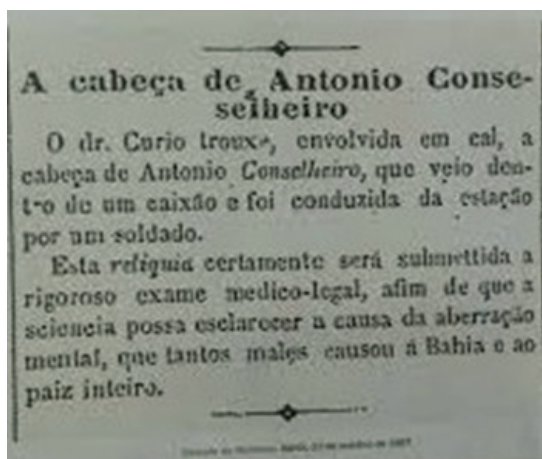 A cabeça de Antonio Conse-
selheiro
O dr. Curio trouxe, envolvida em cal, a
cabeça de Antonio Conselheiro, que veio den-
tro de um caixão e foi conduzida da estação
por um soldado.
Esta reliquia certamente será submettida a
rigoroso exame medico-legal, afim de que a
sciencia possa esclarecer a causa da aberração
mental, que tantos males causou á Bahia e ao
paiz inteiro.